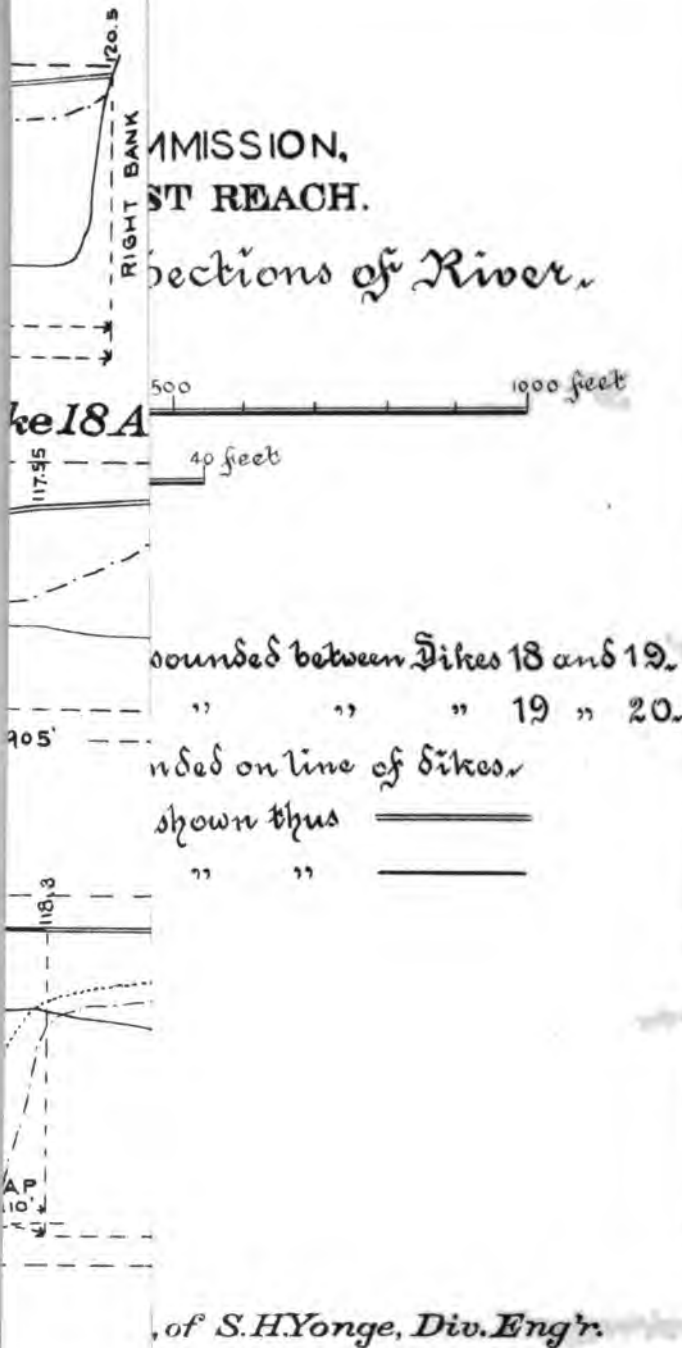 120.5
RIGHT BANK
MMISSION,
ST REACH.
ections of River.
500 1000 feet
ke 18 A
40 feet
117.55
sounded between Dikes 18 and 19.
" " " 19 " 20.
905'
nded on line of dikes.
shown thus
" "
118.3
AP
10'
, of S.H.Yonge, Div. Eng'r.